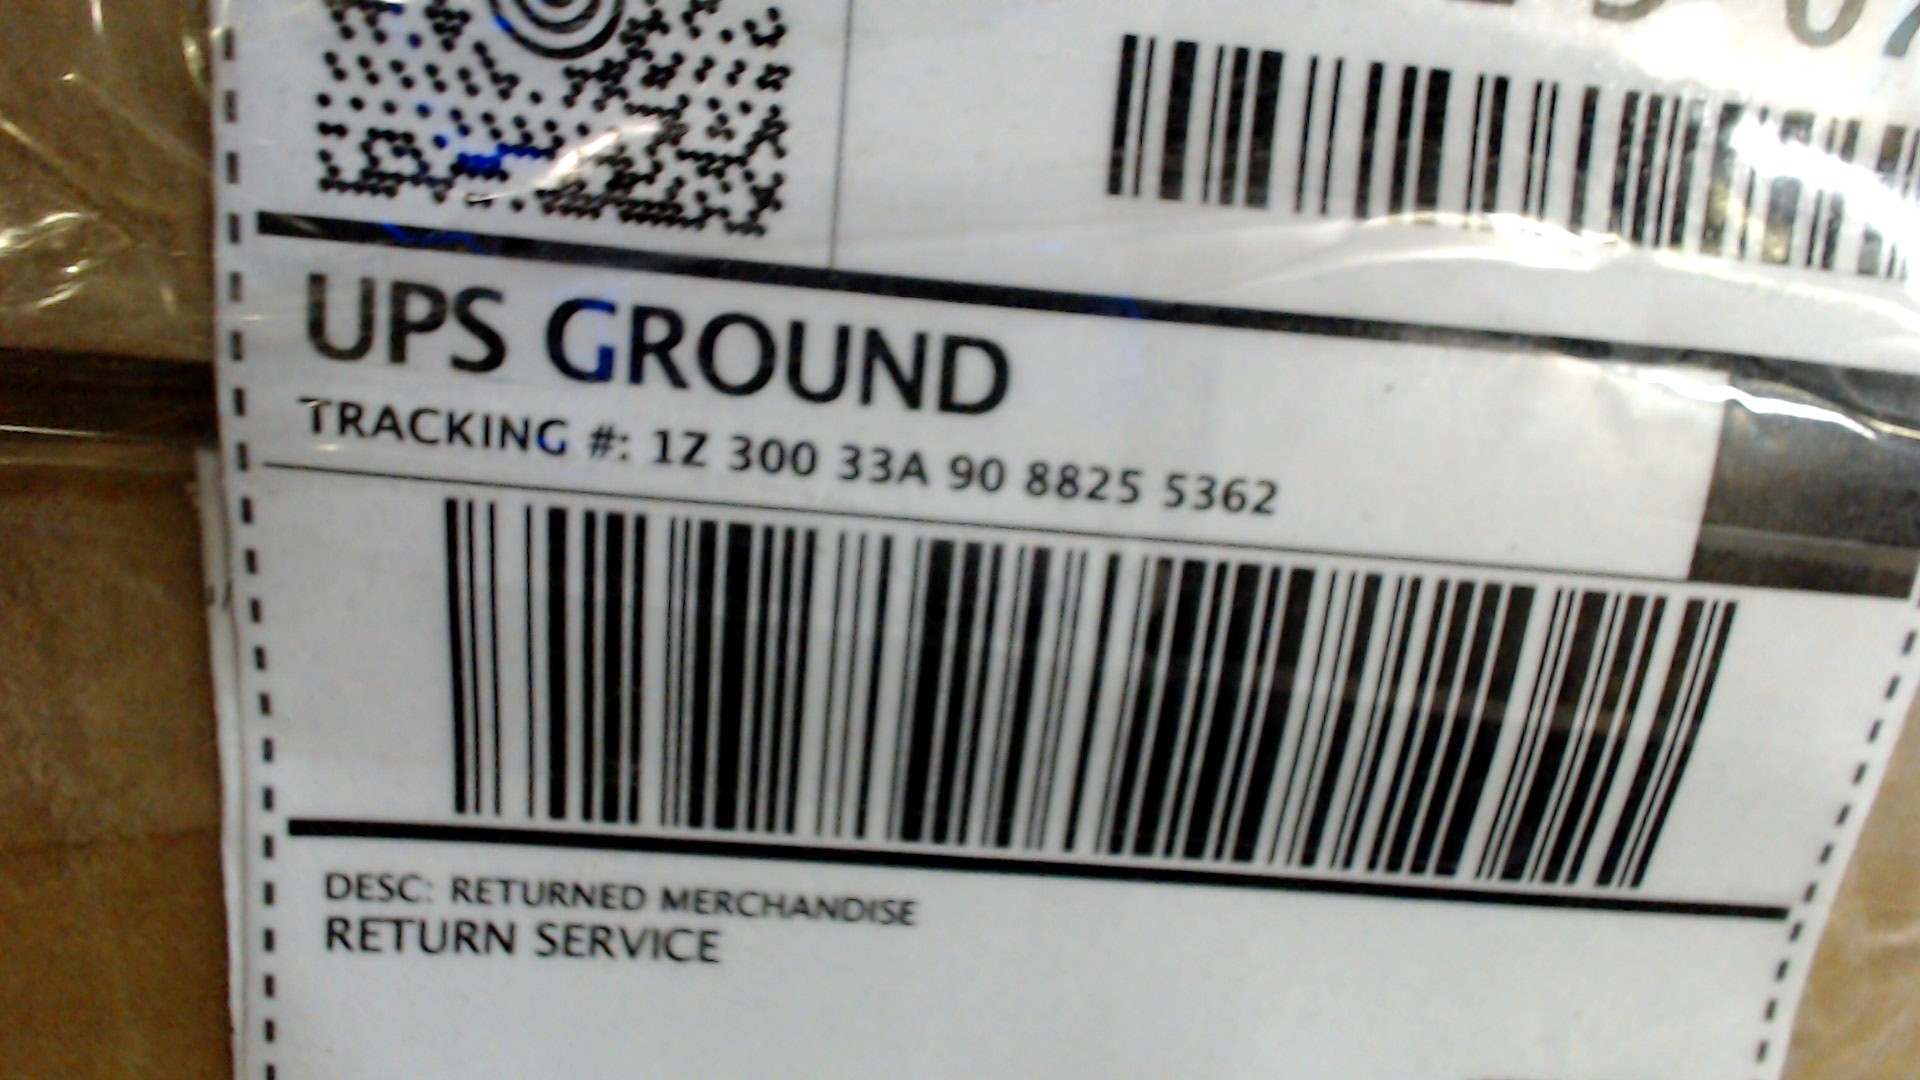 UPS GROUND
TRACKING #: 1Z 300 33A 90 8825 5362
DESC: RETURNED MERCHANDISE
RETURN SERVICE